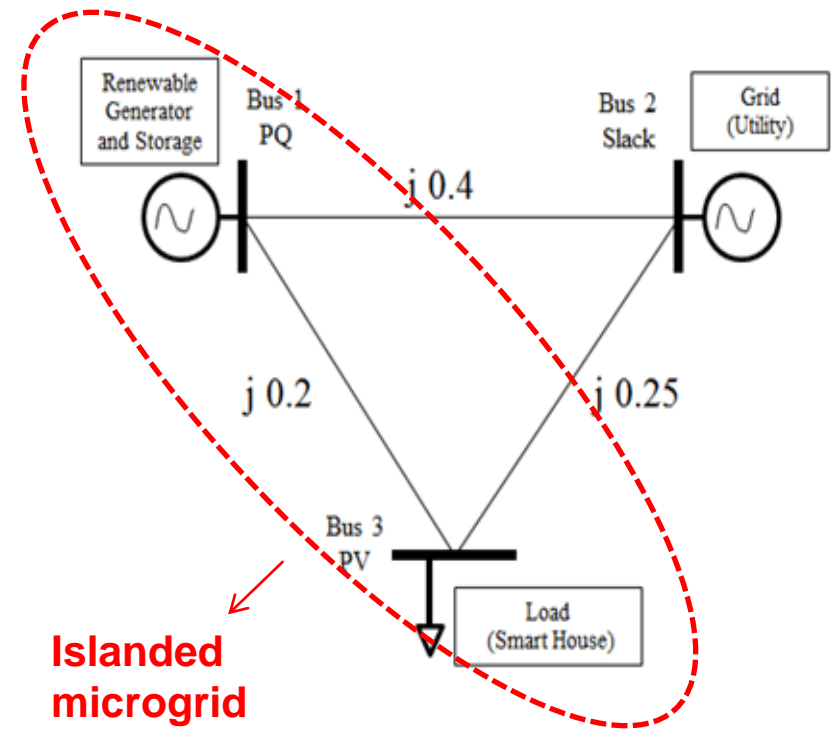 Renewable
Generator
and Storage
Bus 1
PQ
Bus 2
Slack
Grid
(Utility)
j 0.4
j 0.2
j 0.25
Bus 3
PV
Load
(Smart House)
Islanded
microgrid